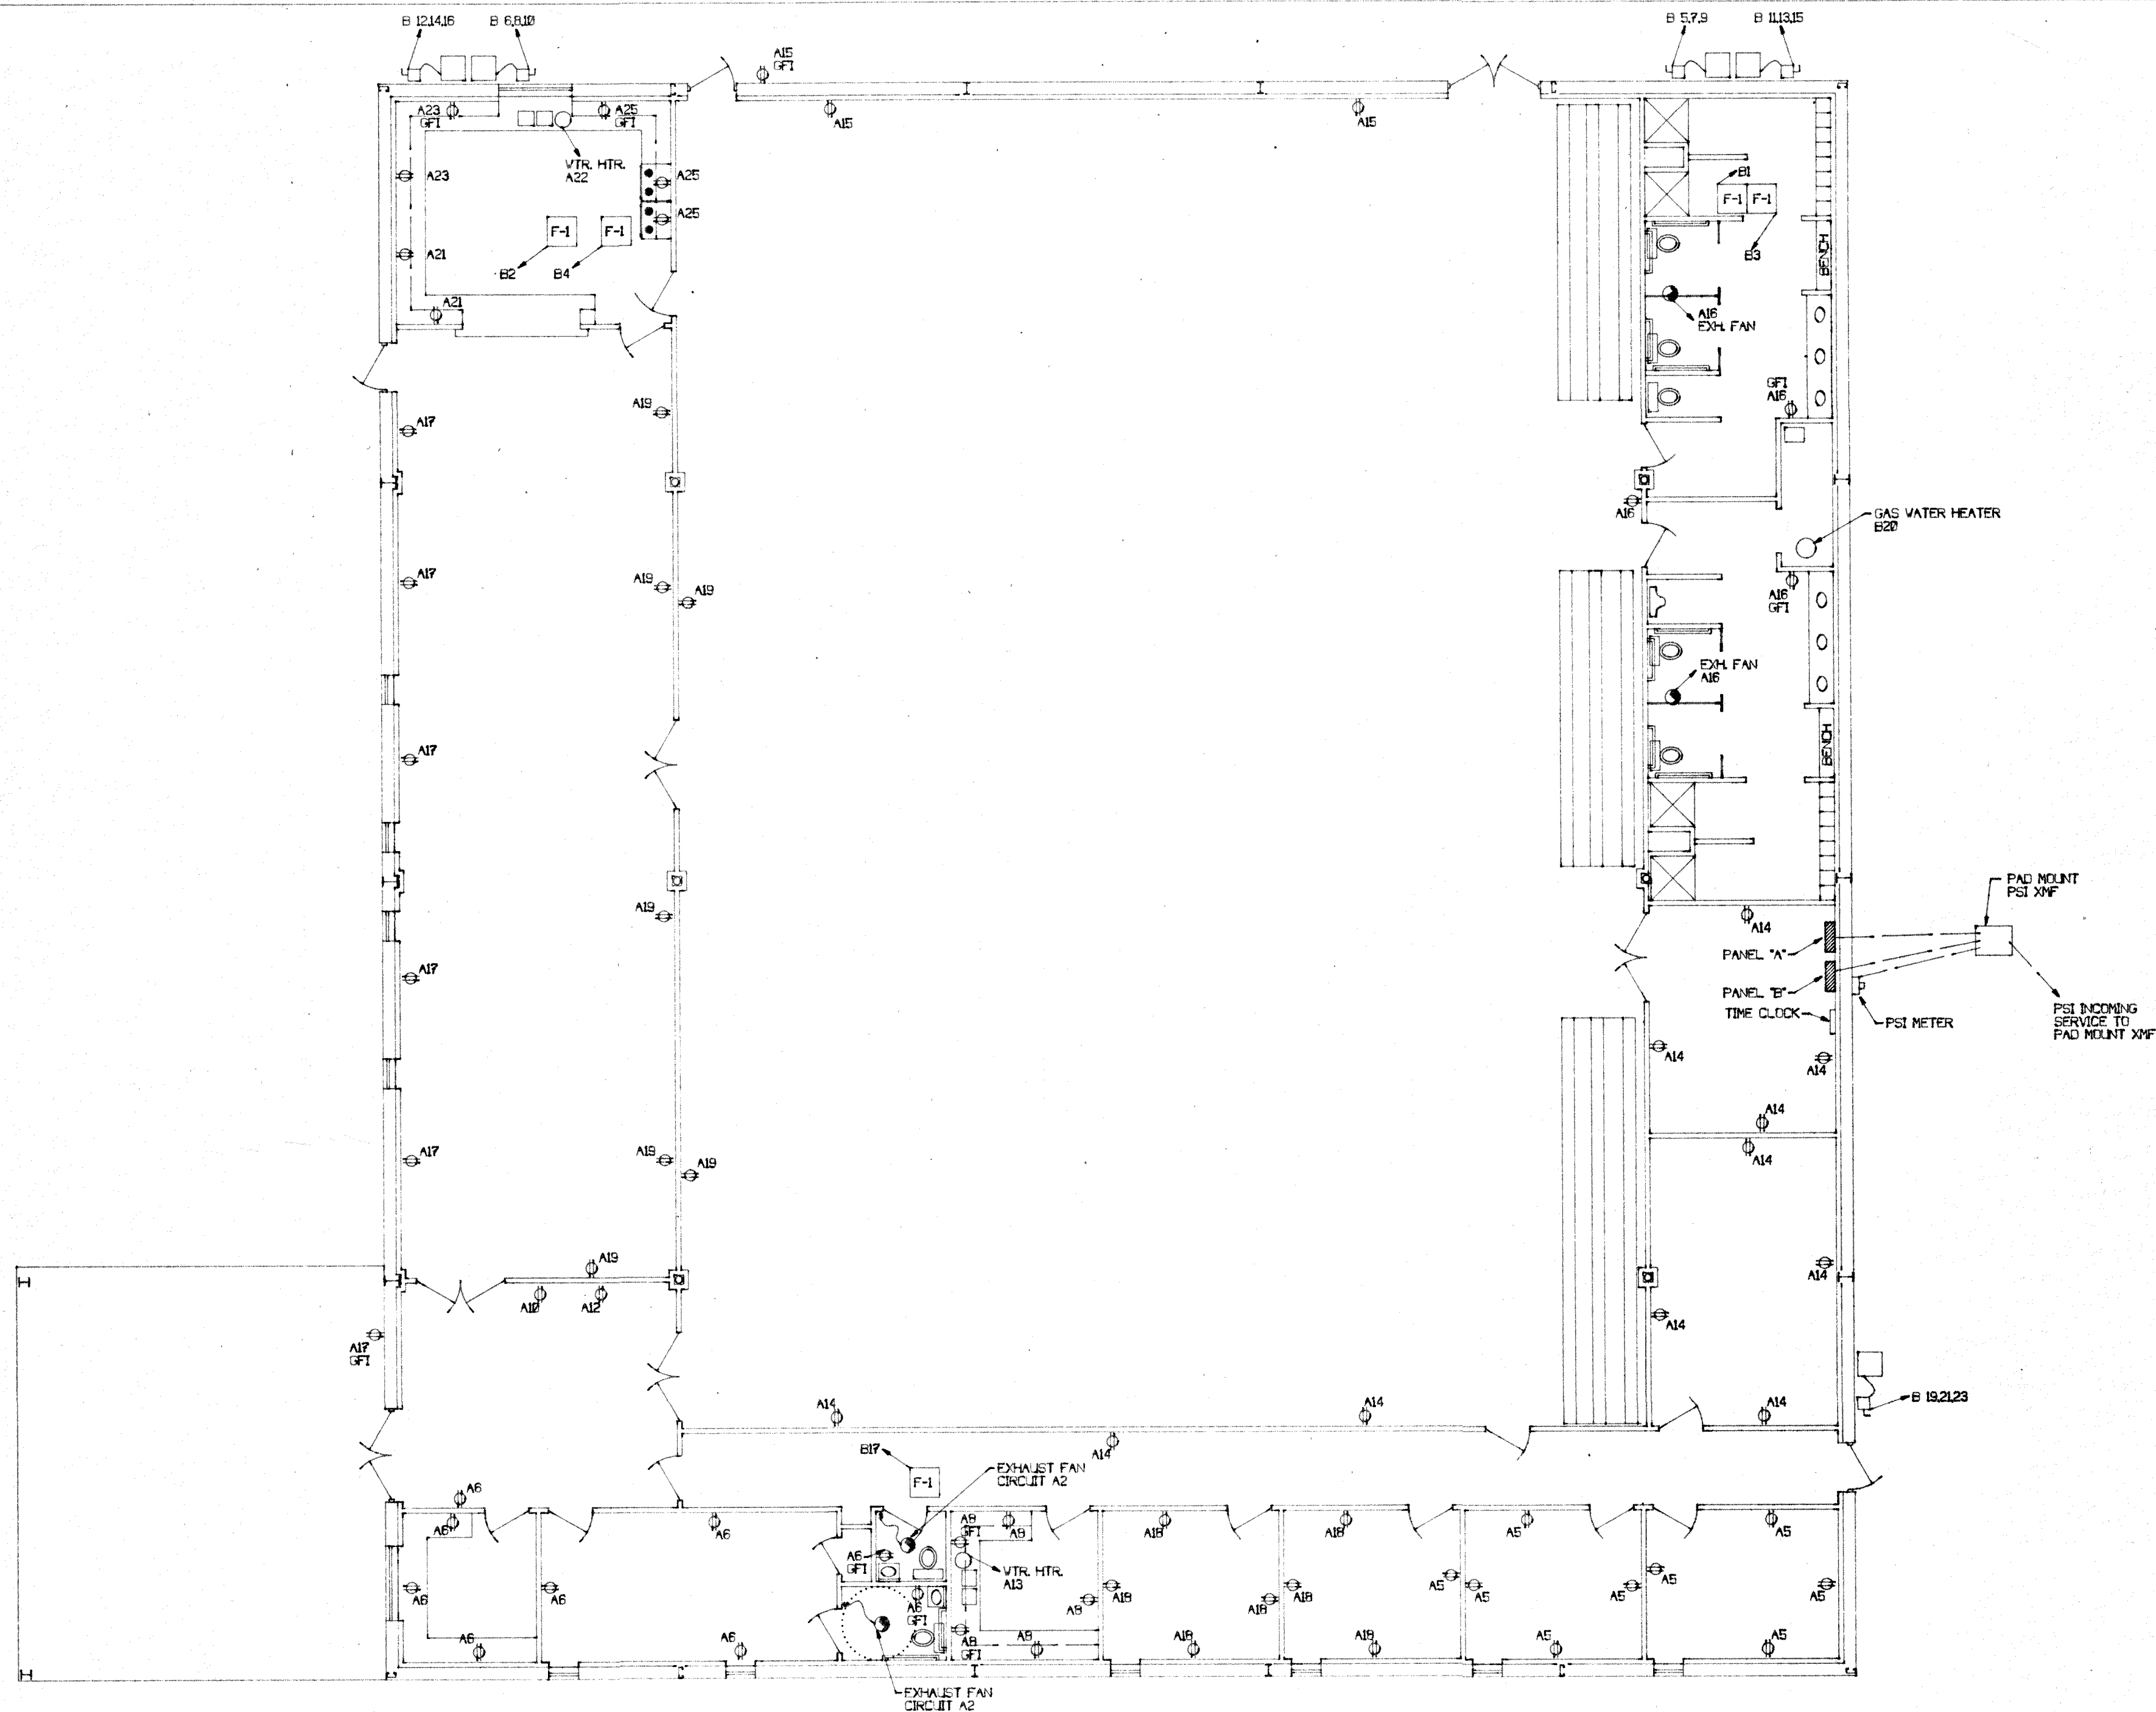 B 12,14,16
B 6,8,10
B 5,7,9
B 11,13,15
A15
GFI
A23
GFI
A25
GFI
A15
A15
WTR. HTR.
A22
A23
A25
A25
B1
F-1
F-1
F-1
F-1
A21
B2
B4
B3
BENCH
A21
A16
EXH. FAN
GFI
A16
A19
A17
A16
GAS WATER HEATER
B20
A17
A19
A19
A16
GFI
EXH. FAN
A16
A17
BENCH
PAD MOUNT
PSI XMF
A19
A14
PANEL "A"
A17
PANEL "B"
TIME CLOCK
PSI METER
PSI INCOMING
SERVICE TO
PAD MOUNT XMF
A14
A14
A14
A14
A17
A19
A19
A19
A14
A10
A12
A14
A17
GFI
B 19,21,23
A14
A14
A14
A14
B17
F-1
EXHAUST FAN
CIRCUIT A2
A6
A6
A6
A9
GFI
A9
A18
A18
A5
A5
A6
GFI
WTR. HTR.
A13
A6
A6
A6
GFI
A8
A18
A18
A18
A5
A5
A5
A5
A5
A6
A6
A8
GFI
A8
A18
A18
A5
A5
EXHAUST FAN
CIRCUIT A2